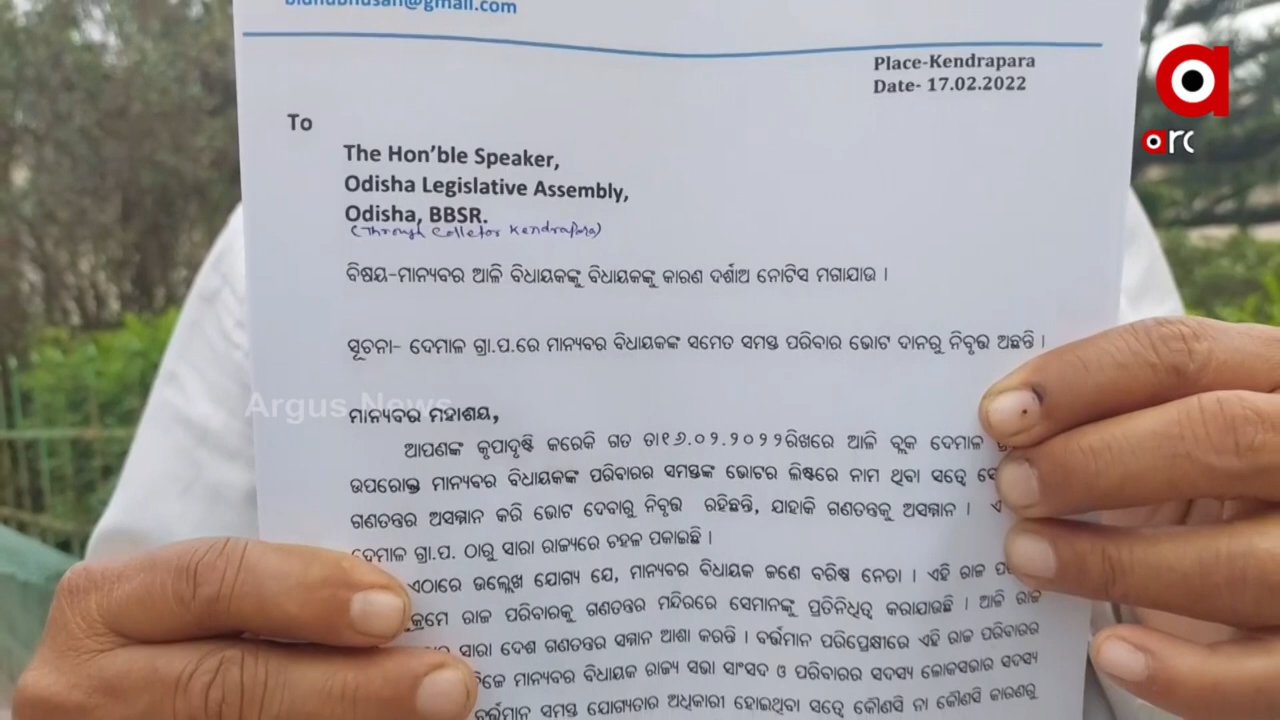 bidhubhusan@gmail.com
Place-Kendrapara
Date- 17.02.2022
To
The Hon'ble Speaker,
Odisha Legislative Assembly,
Odisha, BBSR.
(Through Colletor Kendrapara)
ବିଷୟ-ମାନ୍ୟବର ଆଳି ବିଧାୟକଙ୍କୁ ବିଧାୟକଙ୍କୁ କାରଣ ଦର୍ଶାଅ ନୋଟିସ ମଗାଯାଉ ।
ସୂଚନା- ଦେମାଳ ଗ୍ରା.ପ.ରେ ମାନ୍ୟବର ବିଧାୟକଙ୍କ ସମେତ ସମସ୍ତ ପରିବାର ଭୋଟ ଦାନରୁ ନିବୃତ୍ତ ଅଛନ୍ତି ।
ମାନ୍ୟବର ମହାଶୟ,
ଆପଣଙ୍କ କୃପାଦୃଷ୍ଟି କରେକି ଗତ ତା୧୬.୦୨.୨୦୨୨ରିଖରେ ଆଳି ବ୍ଲକ ଦେମାଳ
ଉପରୋକ୍ତ ମାନ୍ୟବର ବିଧାୟକଙ୍କ ପରିବାରର ସମସ୍ତଙ୍କ ଭୋଟର ଲିଷ୍ଟରେ ନାମ ଥିବା ସତ୍ୱେ
ଗଣତନ୍ତ୍ରର ଅସମ୍ମାନ କରି ଭୋଟ ଦେବାରୁ ନିବୃତ୍ତ ରହିଛନ୍ତି, ଯାହାକି ଗଣତନ୍ତ୍ରକୁ ଅସମ୍ମାନ । ଏ
ଦେମାଳ ଗ୍ରା.ପ. ଠାରୁ ସାରା ରାଜ୍ୟରେ ଚହଳ ପକାଇଛି ।
ଏଠାରେ ଉଲ୍ଲେଖ ଯୋଗ୍ୟ ଯେ, ମାନ୍ୟବର ବିଧାୟକ ଜଣେ ବରିଷ୍ଠ ନେତା । ଏହି ରାଜ
ରାଜ ପରିବାରକୁ ଗଣତନ୍ତ୍ରର ମନ୍ଦିରରେ ସେମାନଙ୍କୁ ପ୍ରତିନିଧିତ୍ୱ କରାଯାଉଛି । ଆଳି ରାଜ
ସାରା ଦେଶ ଗଣତନ୍ତ୍ରର ସମ୍ମାନ ଆଶା କରନ୍ତି । ବର୍ତ୍ତମାନ ପରିପ୍ରେକ୍ଷୀରେ ଏହି ରାଜ ପରିବାରର
ନିଜେ ମାନ୍ୟବର ବିଧାୟକ ରାଜ୍ୟ ସଭା ସାଂସଦ ଓ ପରିବାରର ସଦସ୍ୟ ଲୋକସଭାର ସଦସ୍ୟ
ବର୍ତ୍ତମାନ ସମସ୍ତ ଯୋଗ୍ୟତାର ଅଧିକାରୀ ହୋଇଥିବା ସତ୍ୱେ କୌଣସି ନା କୌଣସି କାରଣରୁ
Argus News
a
arc